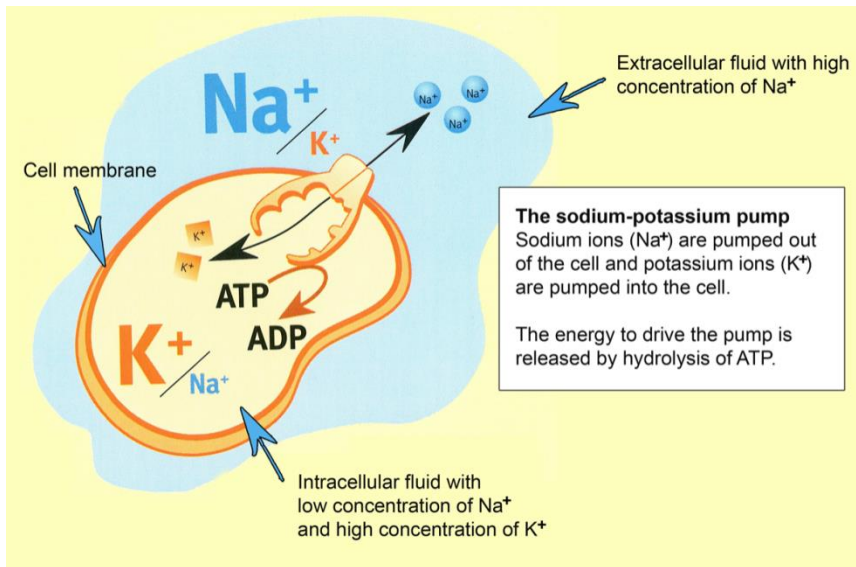 Extracellular fluid with high
concentration of Na+
Na+
K+
Na+
Na+
Na+
Cell membrane
K+
K+
ATP
ADP
K+
Na+
The sodium-potassium pump
Sodium ions (Na+) are pumped out
of the cell and potassium ions (K+)
are pumped into the cell.
The energy to drive the pump is
released by hydrolysis of ATP.
Intracellular fluid with
low concentration of Na+
and high concentration of K+